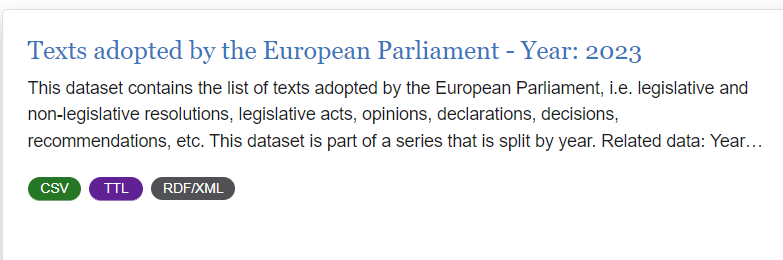 Texts adopted by the European Parliament - Year: 2023
This dataset contains the list of texts adopted by the European Parliament, i.e. legislative and
non-legislative resolutions, legislative acts, opinions, declarations, decisions,
recommendations, etc. This dataset is part of a series that is split by year. Related data: Year…
CSV TTL RDF/XML